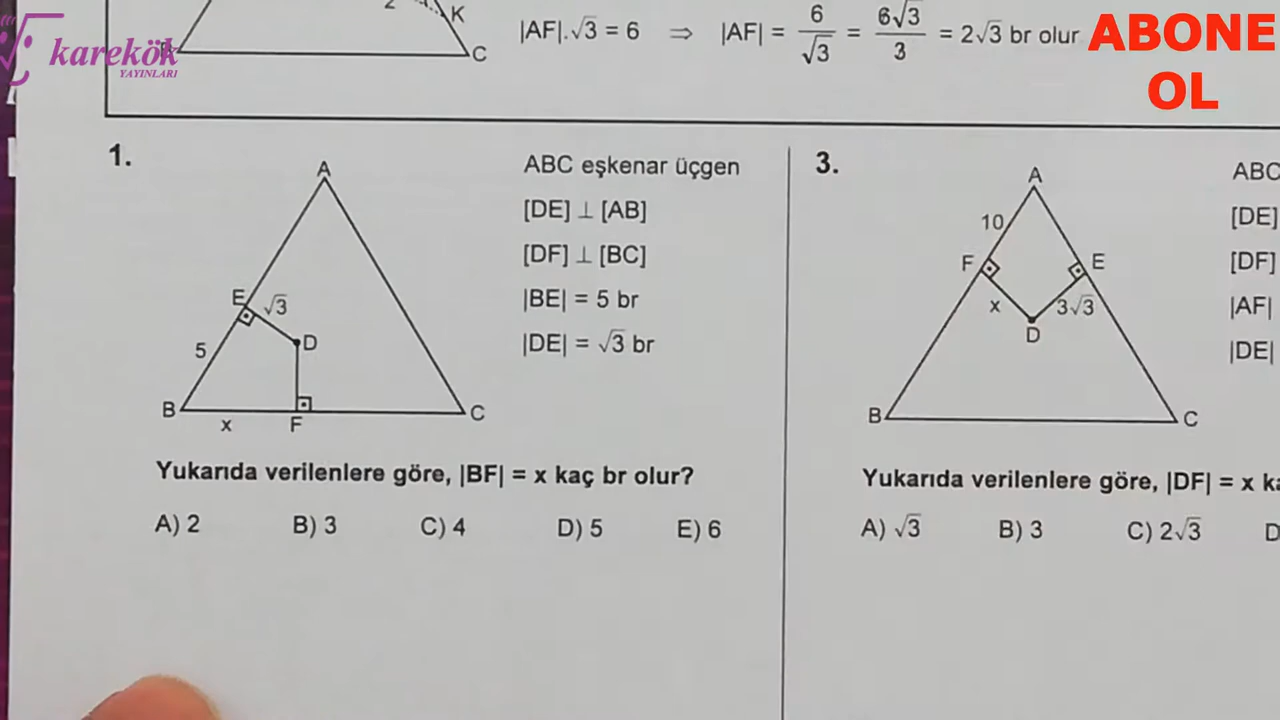 karekök
YAYINLARI
ABONE
OL
K
C
|AF|.√3 = 6 ⇒ |AF| = 6/√3 = 6√3/3 = 2√3 br olur
1.
A
E
√3
D
5
B
x
F
C
ABC eşkenar üçgen
[DE] ⊥ [AB]
[DF] ⊥ [BC]
|BE| = 5 br
|DE| = √3 br
Yukarıda verilenlere göre, |BF| = x kaç br olur?
A) 2 B) 3 C) 4 D) 5 E) 6
3.
A
10
F
E
x
3√3
D
B
C
ABC
[DE]
[DF]
|AF|
|DE|
Yukarıda verilenlere göre, |DF| = x
A) √3 B) 3 C) 2√3 D